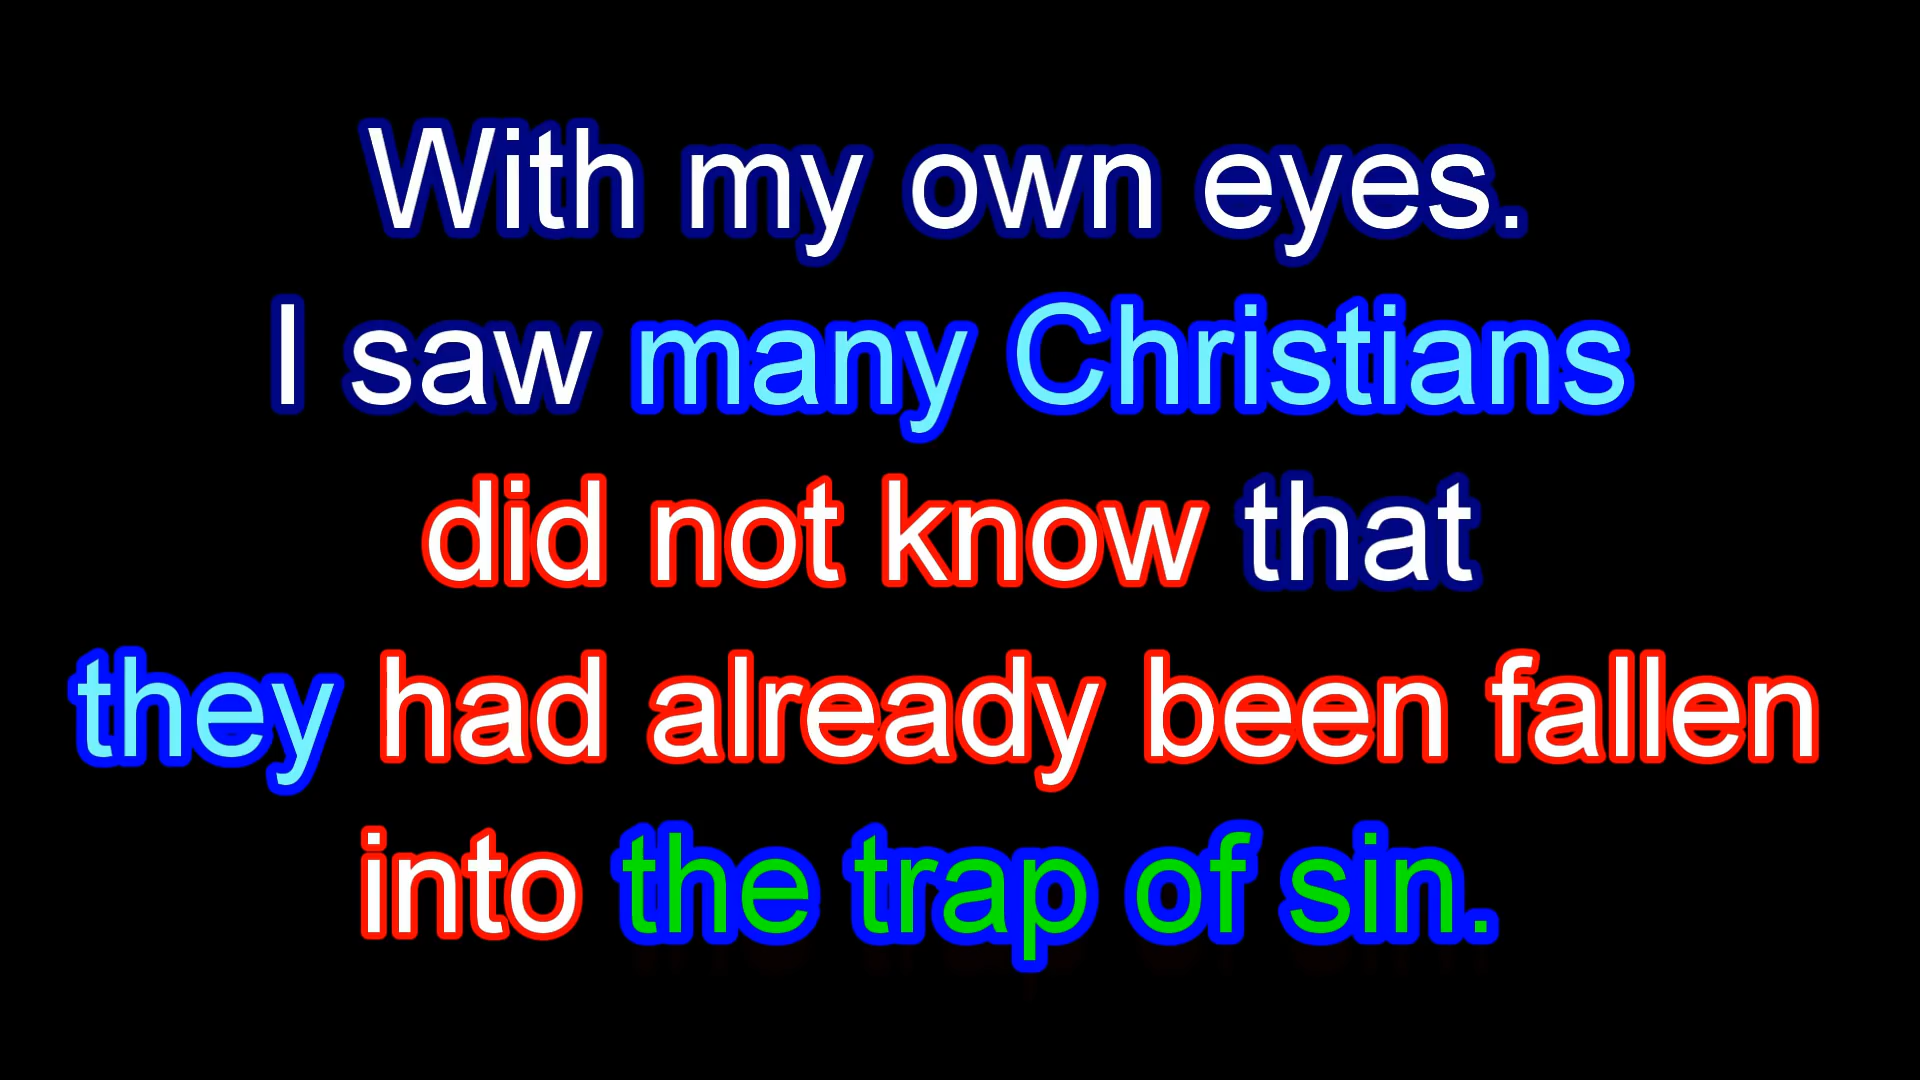 With my own eyes.
I saw many Christians
did not know that
they had already been fallen
into the trap of sin.